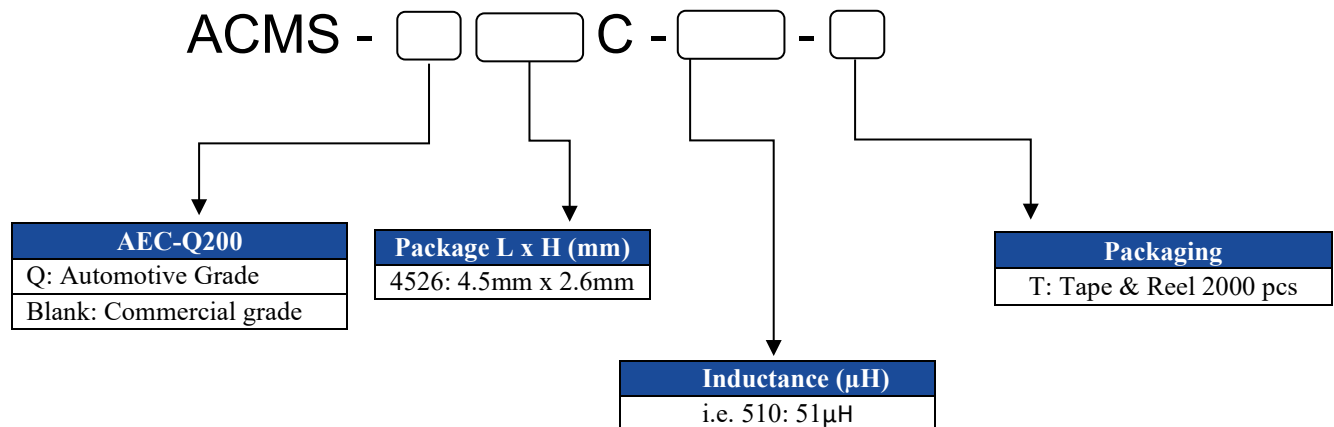 ACMS - C - -
AEC-Q200
Q: Automotive Grade
Blank: Commercial grade
Package L x H (mm)
4526: 4.5mm x 2.6mm
Inductance (µH)
i.e. 510: 51µH
Packaging
T: Tape & Reel 2000 pcs